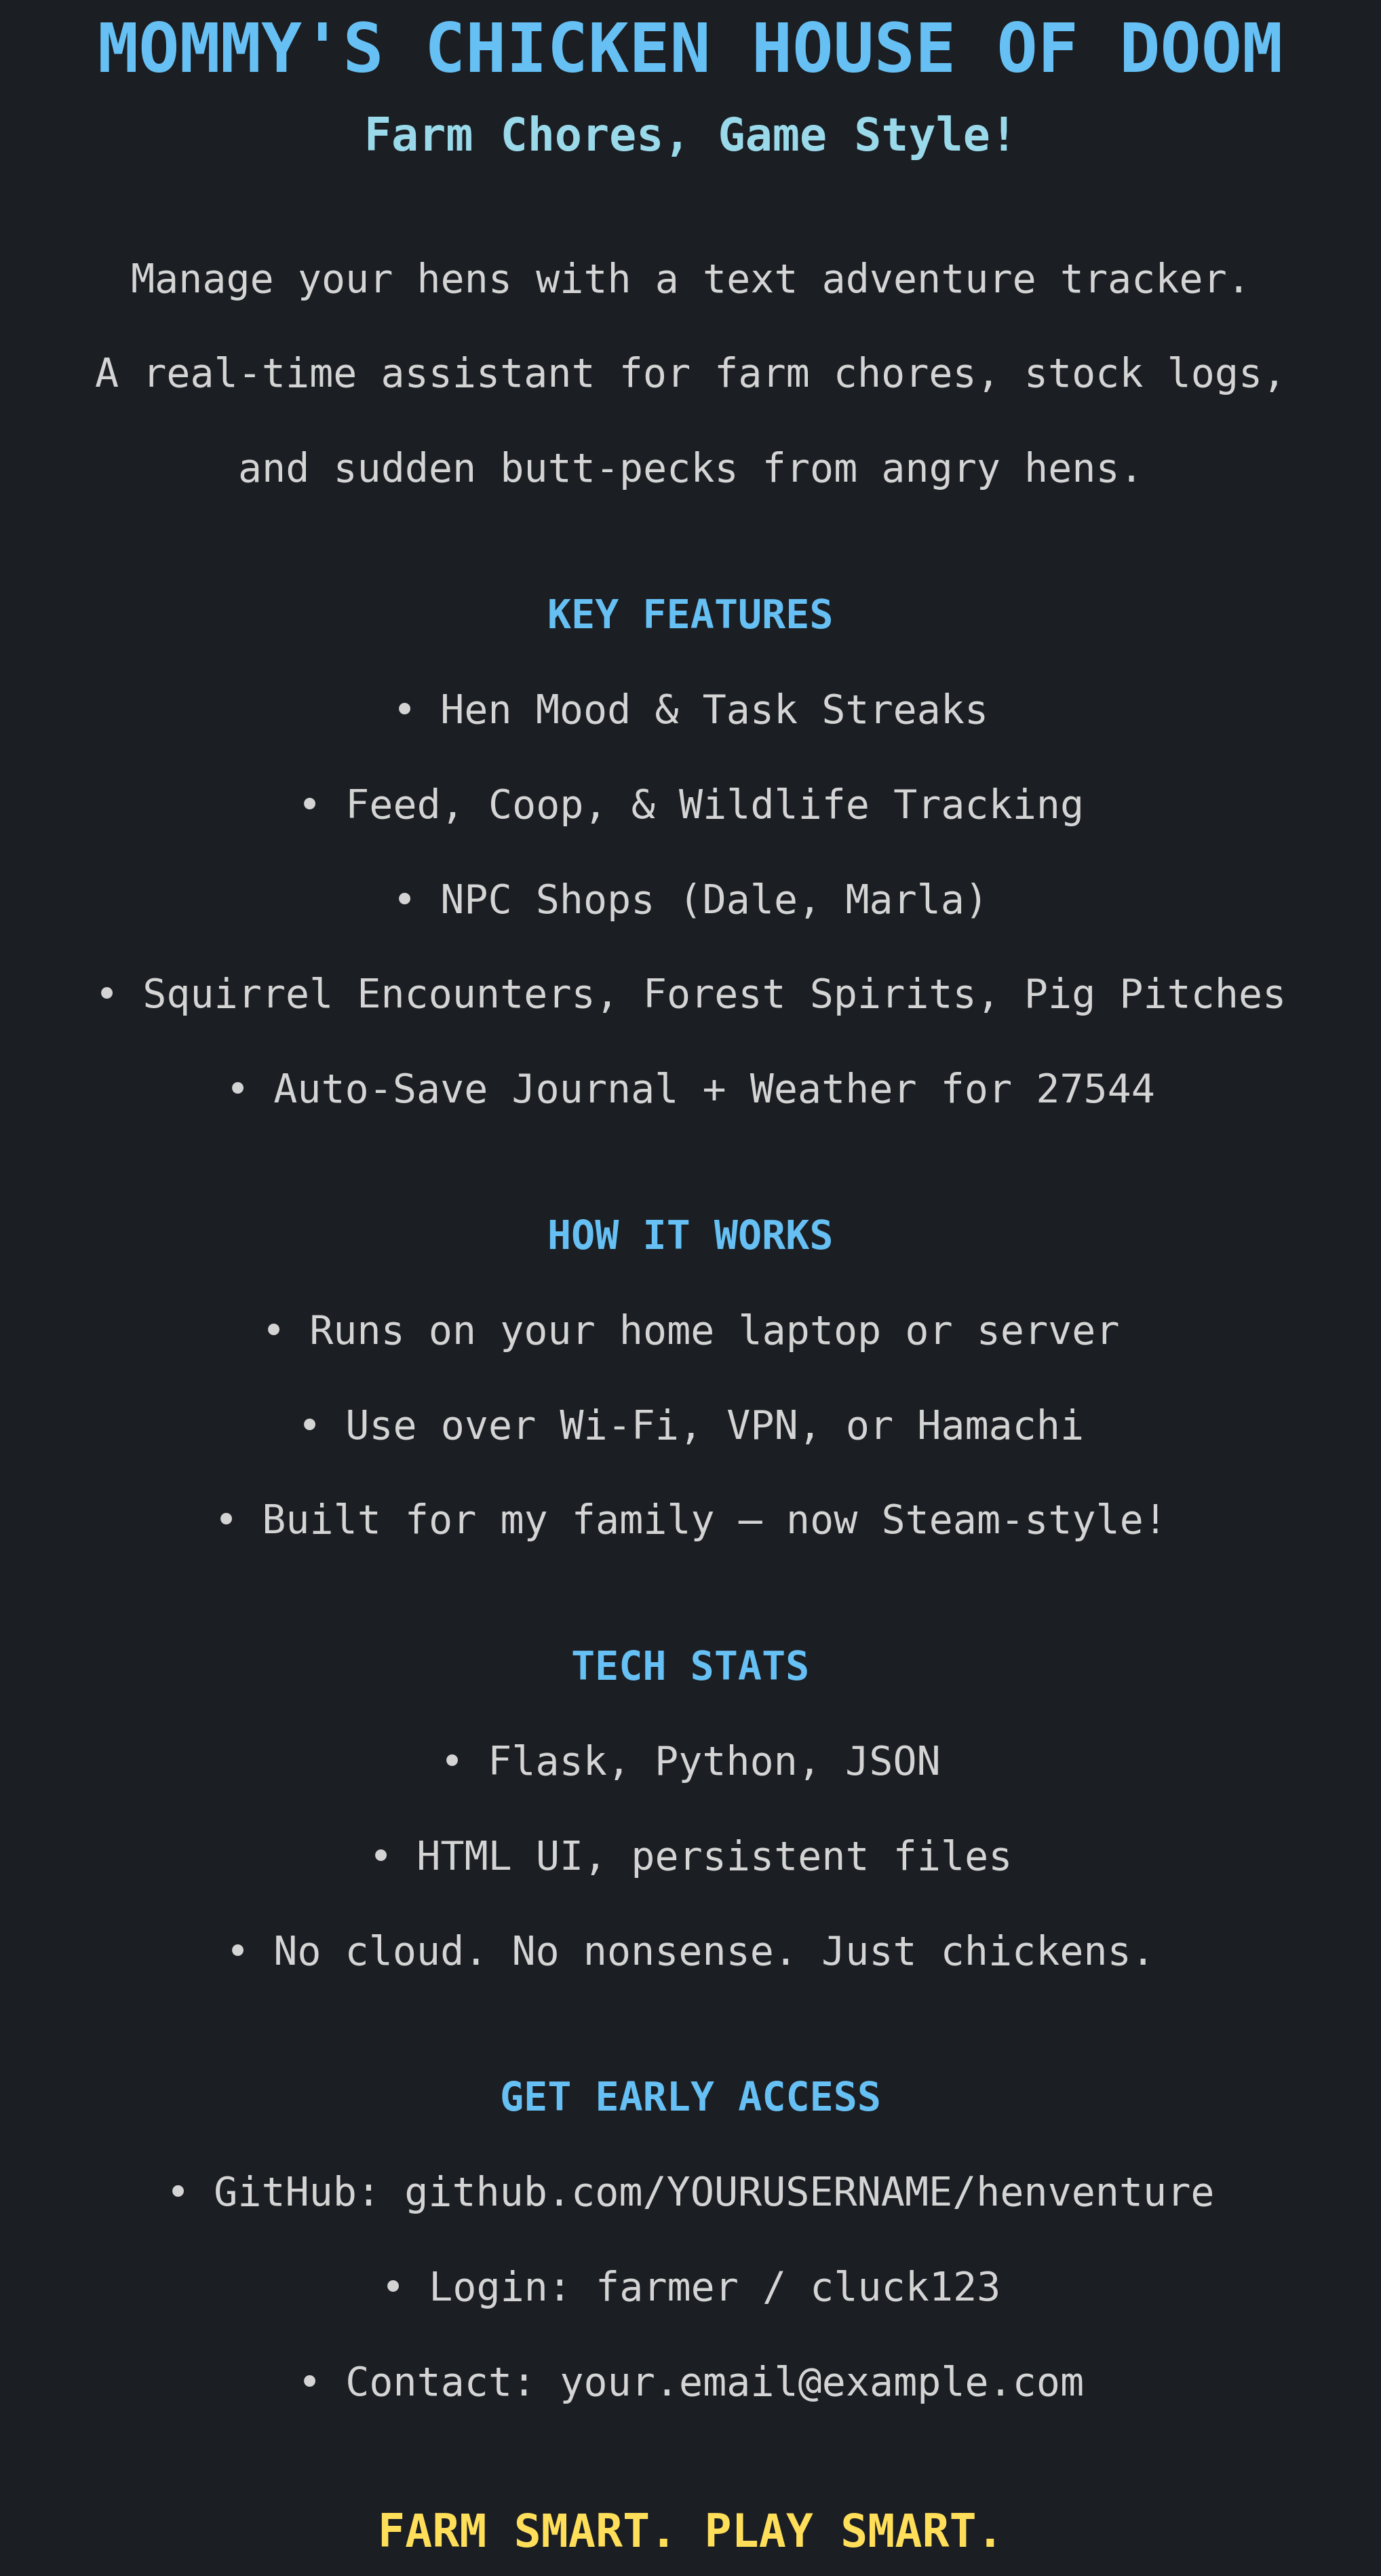 MOMMY'S CHICKEN HOUSE OF DOOM
Farm Chores, Game Style!
Manage your hens with a text adventure tracker.
A real-time assistant for farm chores, stock logs,
and sudden butt-pecks from angry hens.
KEY FEATURES
• Hen Mood & Task Streaks
• Feed, Coop, & Wildlife Tracking
• NPC Shops (Dale, Marla)
• Squirrel Encounters, Forest Spirits, Pig Pitches
• Auto-Save Journal + Weather for 27544
HOW IT WORKS
• Runs on your home laptop or server
• Use over Wi-Fi, VPN, or Hamachi
• Built for my family — now Steam-style!
TECH STATS
• Flask, Python, JSON
• HTML UI, persistent files
• No cloud. No nonsense. Just chickens.
GET EARLY ACCESS
• GitHub: github.com/YOURUSERNAME/henventure
• Login: farmer / cluck123
• Contact: your.email@example.com
FARM SMART. PLAY SMART.